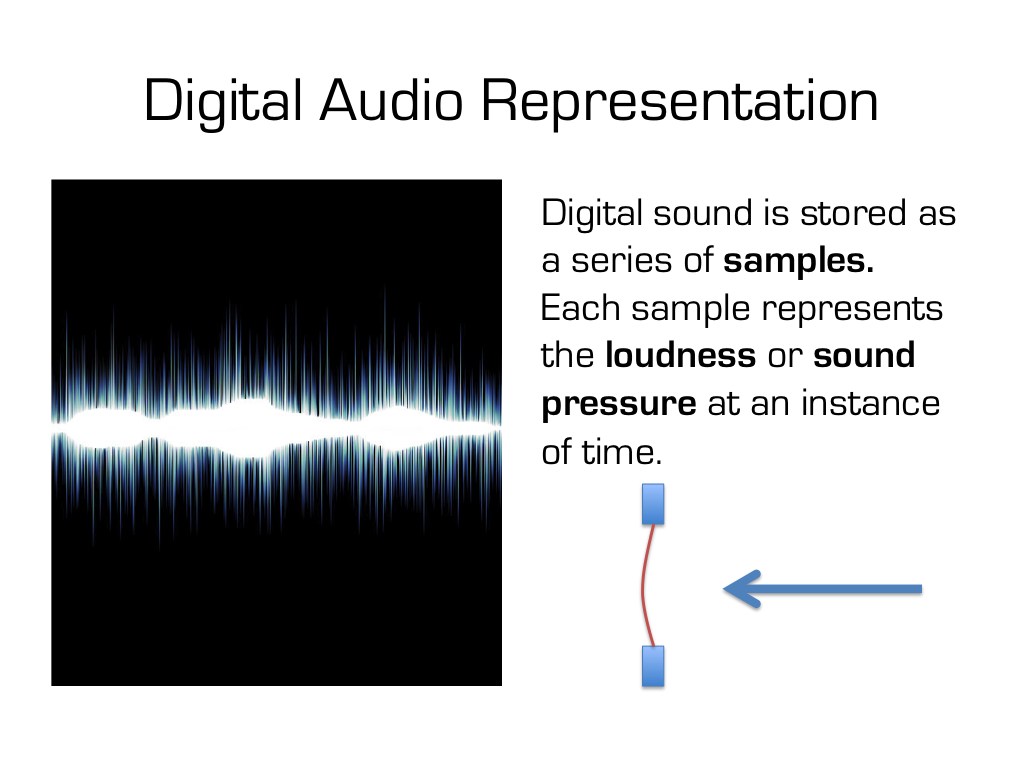 Digital Audio Representation
Digital sound is stored as
a series of samples.
Each sample represents
the loudness or sound
pressure at an instance
of time.